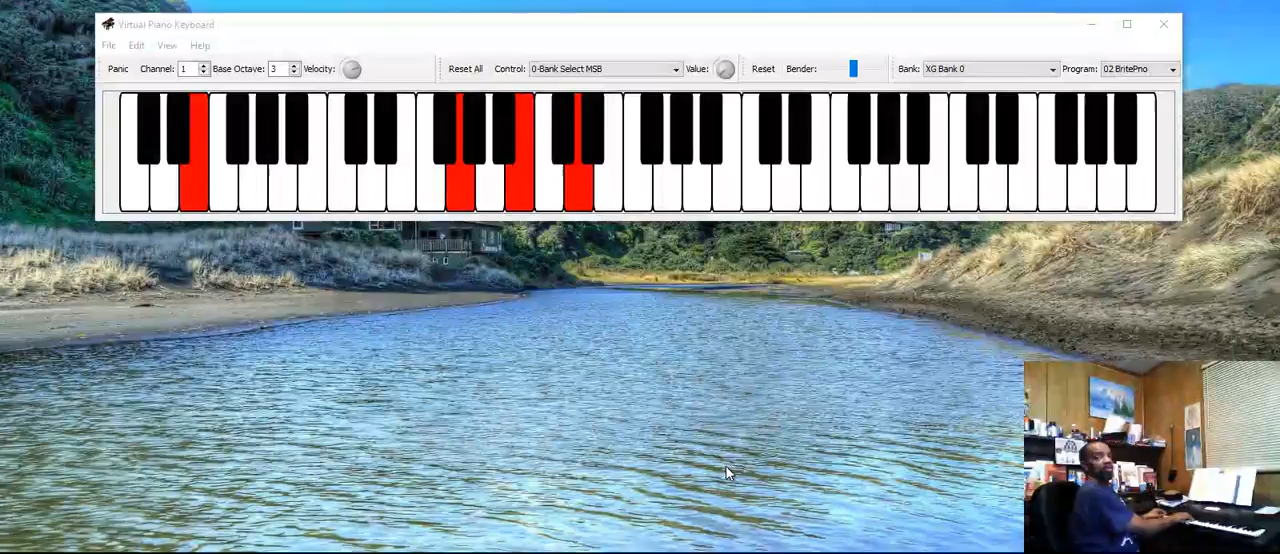 Virtual Piano Keyboard
File Edit View Help
Panic Channel: 1 Base Octave: 3 Velocity: Reset All Control: 0-Bank Select MSB Value: Reset Bender: Bank: XG Bank 0 Program: 02 BritePno